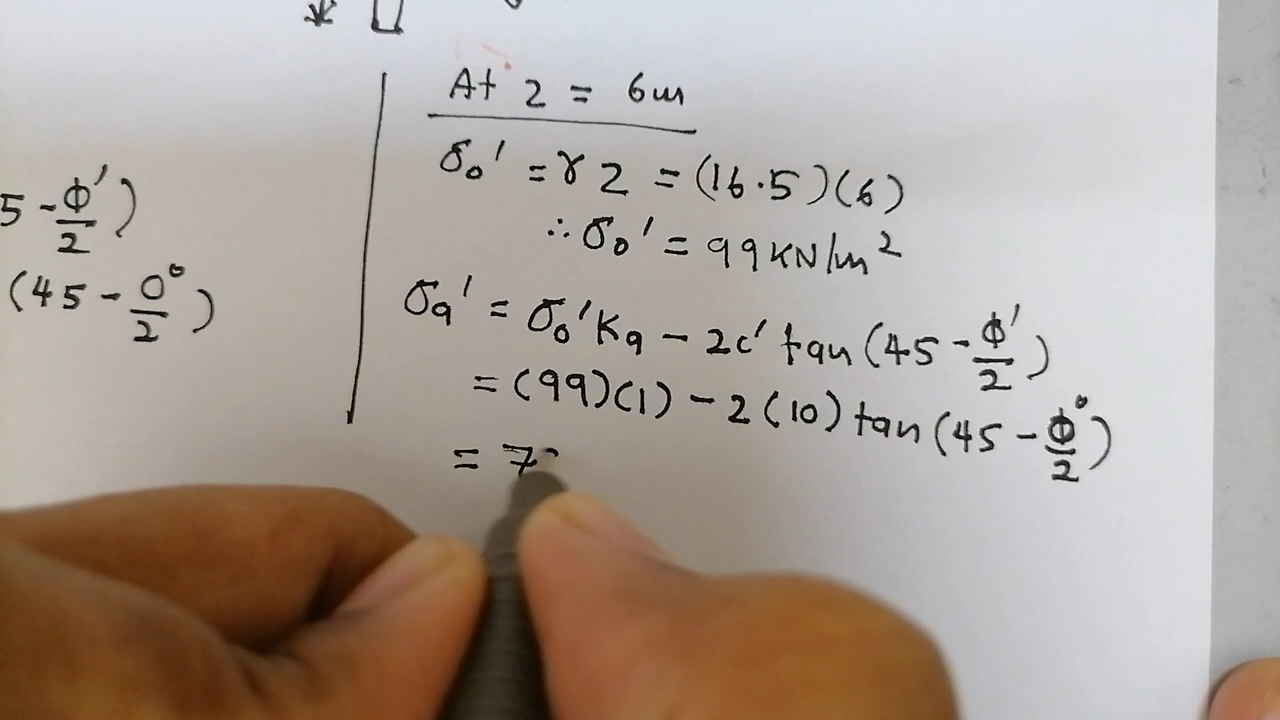 5 - Φ'/2)
(45 - 0°/2)
At z = 6m
σo' = γ z = (16.5)(6)
∴ σo' = 99 KN/m²
σa' = σo' Ka - 2c' tan (45 - Φ'/2)
= (99)(1) - 2(10) tan (45 - Φ°/2)
= 7